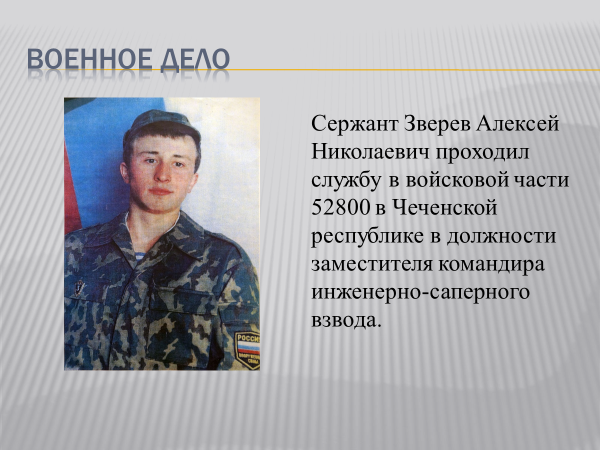 ВОЕННОЕ ДЕЛО
Сержант Зверев Алексей
Николаевич проходил
службу в войсковой части
52800 в Чеченской
республике в должности
заместителя командира
инженерно-саперного
взвода.
РОССИЯ